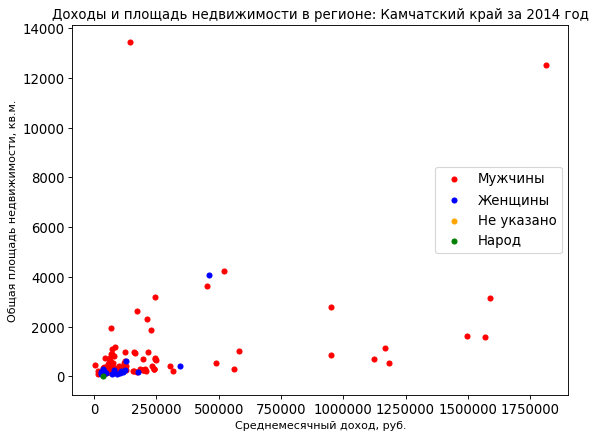 Доходы и площадь недвижимости в регионе: Камчатский край за 2014 год
Общая площадь недвижимости, кв.м.
14000
12000
10000
8000
6000
4000
2000
0
Мужчины
Женщины
Не указано
Народ
0 250000 500000 750000 1000000 1250000 1500000 1750000
Среднемесячный доход, руб.